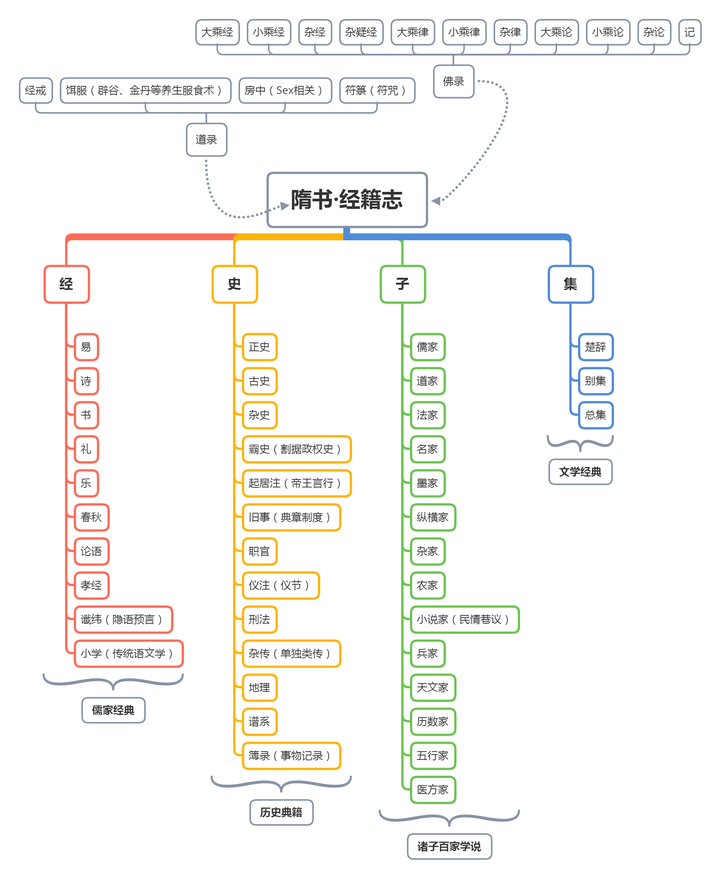 大乘经
小乘经
杂经
杂疑经
大乘律
小乘律
杂律
大乘论
小乘论
杂论
记
佛录
经戒
饵服（辟谷、金丹等养生服食术）
房中（Sex相关）
符箓（符咒）
道录
隋书·经籍志
经
易
诗
书
礼
乐
春秋
论语
孝经
谶纬（隐语预言）
小学（传统语文学）
儒家经典
史
正史
古史
杂史
霸史（割据政权史）
起居注（帝王言行）
旧事（典章制度）
职官
仪注（仪节）
刑法
杂传（单独类传）
地理
谱系
簿录（事物记录）
历史典籍
子
儒家
道家
法家
名家
墨家
纵横家
杂家
农家
小说家（民情巷议）
兵家
天文家
历数家
五行家
医方家
诸子百家学说
集
楚辞
别集
总集
文学经典